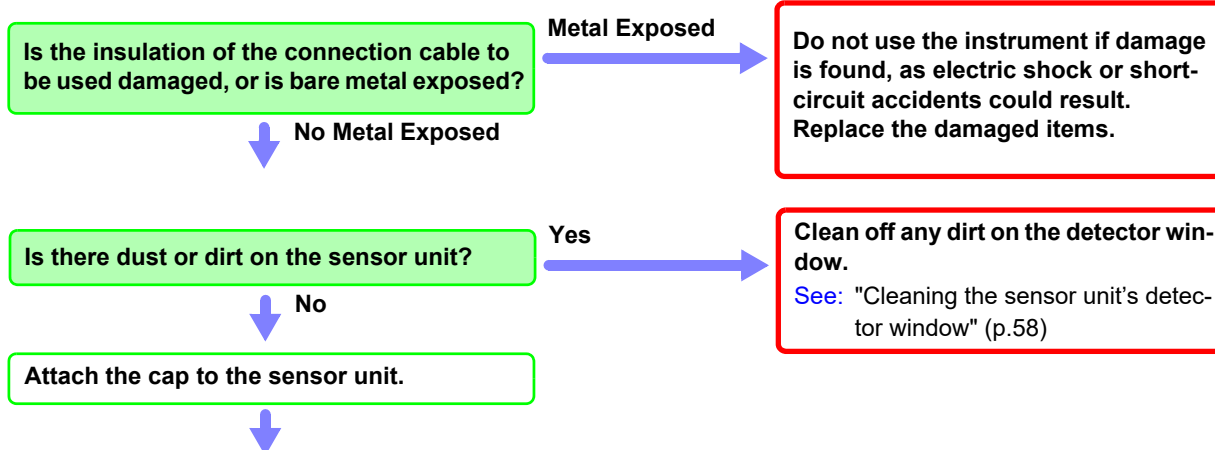 Is the insulation of the connection cable to
be used damaged, or is bare metal exposed?
Metal Exposed
Do not use the instrument if damage
is found, as electric shock or short-
circuit accidents could result.
Replace the damaged items.
No Metal Exposed
Is there dust or dirt on the sensor unit?
Yes
Clean off any dirt on the detector win-
dow.
See: "Cleaning the sensor unit's detec-
tor window" (p.58)
No
Attach the cap to the sensor unit.